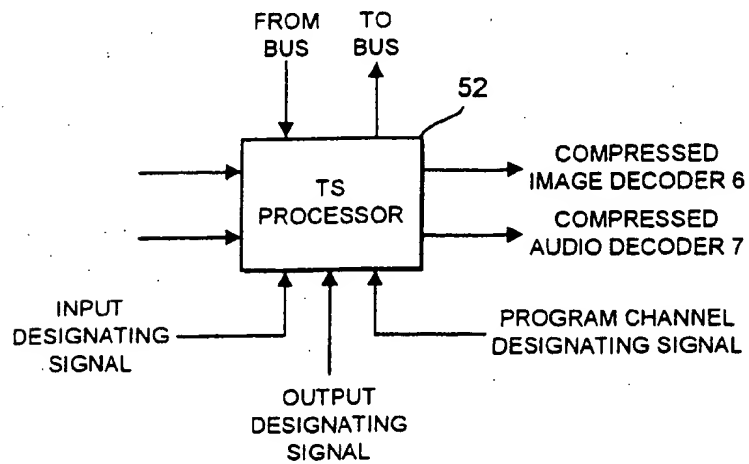 FROM
BUS
TO
BUS
52
TS
PROCESSOR
COMPRESSED
IMAGE DECODER 6
COMPRESSED
AUDIO DECODER 7
INPUT
DESIGNATING
SIGNAL
OUTPUT
DESIGNATING
SIGNAL
PROGRAM CHANNEL
DESIGNATING SIGNAL